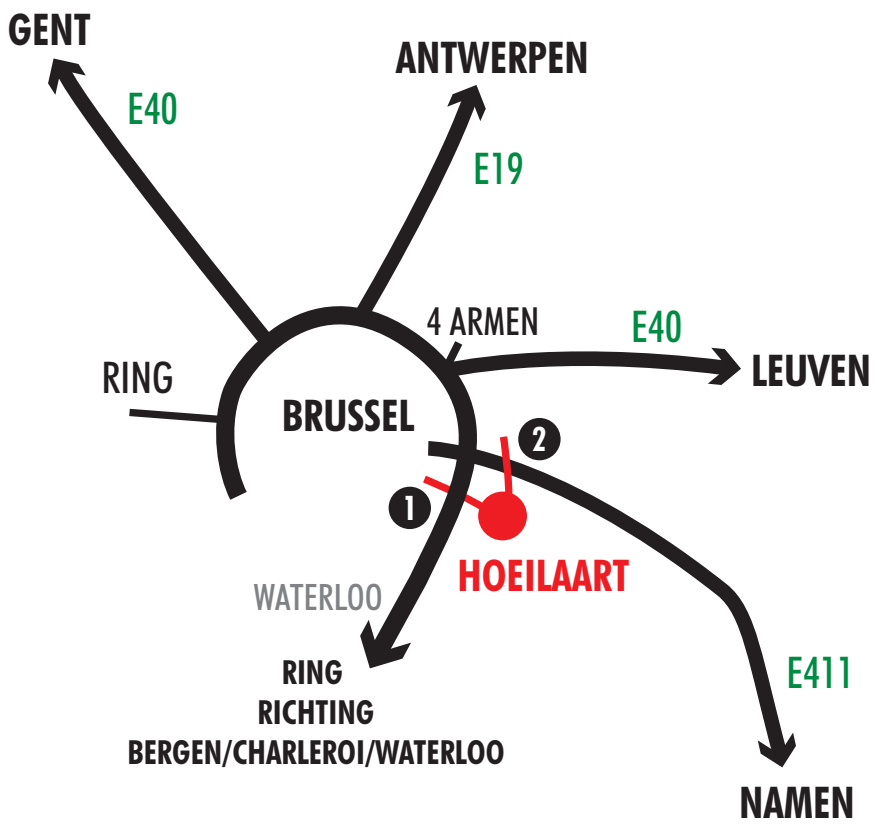 GENT
ANTWERPEN
E40
E19
4 ARMEN
E40
RING
LEUVEN
BRUSSEL
2
1
HOEILAART
WATERLOO
RING
RICHTING
BERGEN/CHARLEROI/WATERLOO
E411
NAMEN